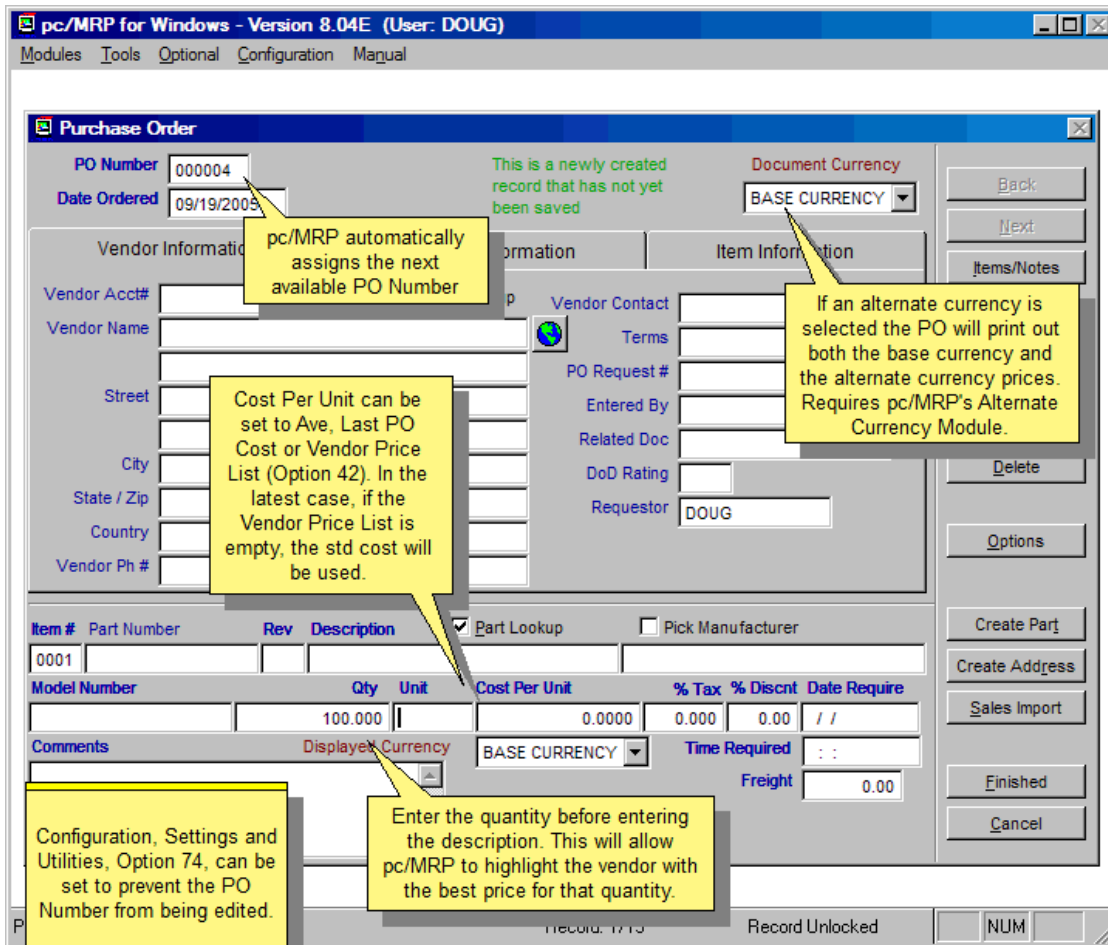 pc/MRP for Windows - Version 8.04E (User: DOUG)
Modules Tools Optional Configuration Manual
Purchase Order
PO Number 000004
Date Ordered 09/19/2005
This is a newly created
record that has not yet
been saved
Document Currency
BASE CURRENCY
Back
Next
Items/Notes
pc/MRP automatically
assigns the next
available PO Number
Vendor Informatio
ormation
Item Information
If an alternate currency is
selected the PO will print out
both the base currency and
the alternate currency prices.
Requires pc/MRP's Alternate
Currency Module.
Vendor Acct#
p
Vendor Name
Street
City
State / Zip
Country
Vendor Ph #
Vendor Contact
Terms
PO Request #
Entered By
Related Doc
DoD Rating
Requestor DOUG
Cost Per Unit can be
set to Ave, Last PO
Cost or Vendor Price
List (Option 42). In the
latest case, if the
Vendor Price List is
empty, the std cost will
be used.
Delete
Options
Create Part
Create Address
Sales Import
Finished
Cancel
Item # Part Number Rev Description Part Lookup Pick Manufacturer
0001
Model Number Qty Unit Cost Per Unit % Tax % Discnt Date Require
100.000 0.0000 0.000 0.00 / /
Comments Displayed Currency BASE CURRENCY Time Required : :
Freight 0.00
Configuration, Settings and
Utilities, Option 74, can be
set to prevent the PO
Number from being edited.
Enter the quantity before entering
the description. This will allow
pc/MRP to highlight the vendor with
the best price for that quantity.
P Record: 1/15 Record Unlocked NUM